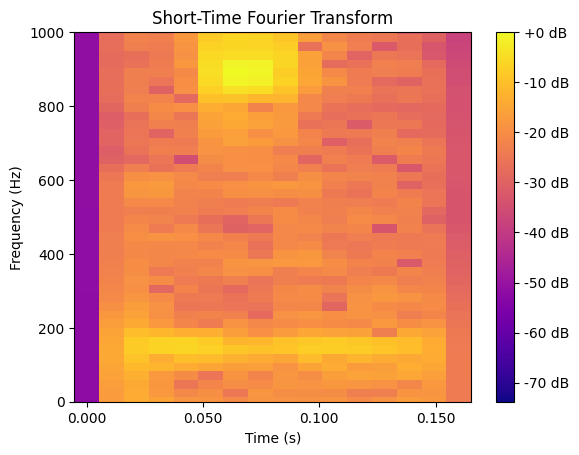 Short-Time Fourier Transform
1000
800
600
400
200
0
Frequency (Hz)
0.000
0.050
0.100
0.150
Time (s)
+0 dB
-10 dB
-20 dB
-30 dB
-40 dB
-50 dB
-60 dB
-70 dB